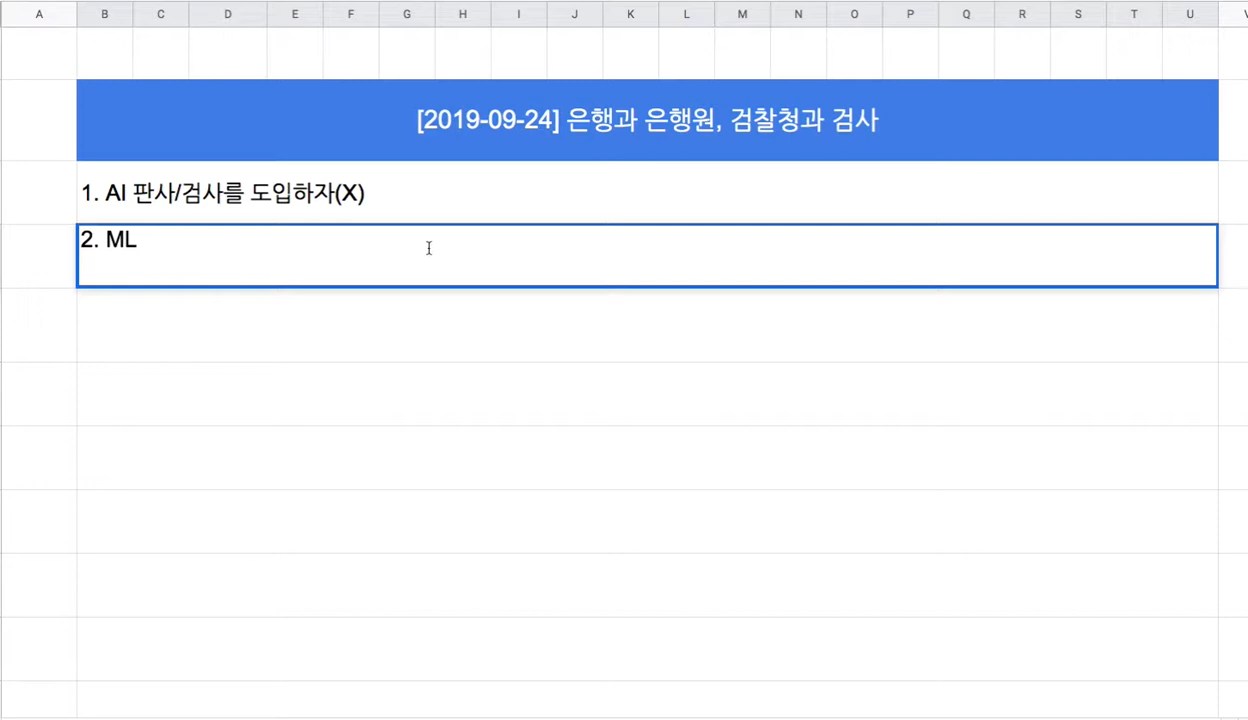 A B C D E F G H I J K L M N O P Q R S T U
[2019-09-24] 은행과 은행원, 검찰청과 검사
1. AI 판사/검사를 도입하자(X)
2. ML